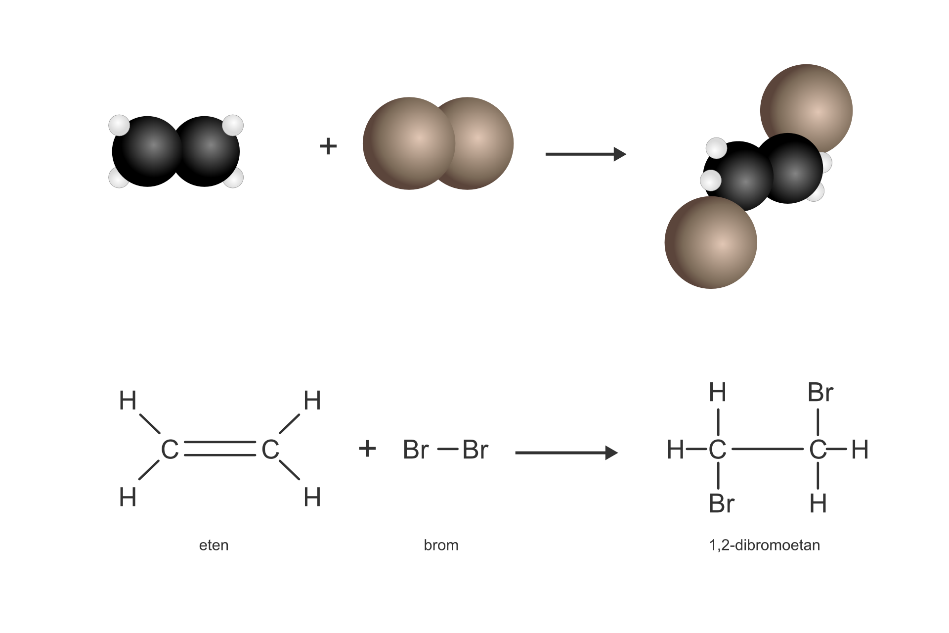 +
H H H Br
C C + Br Br H C C H
H H Br H
eten brom 1,2-dibromoetan